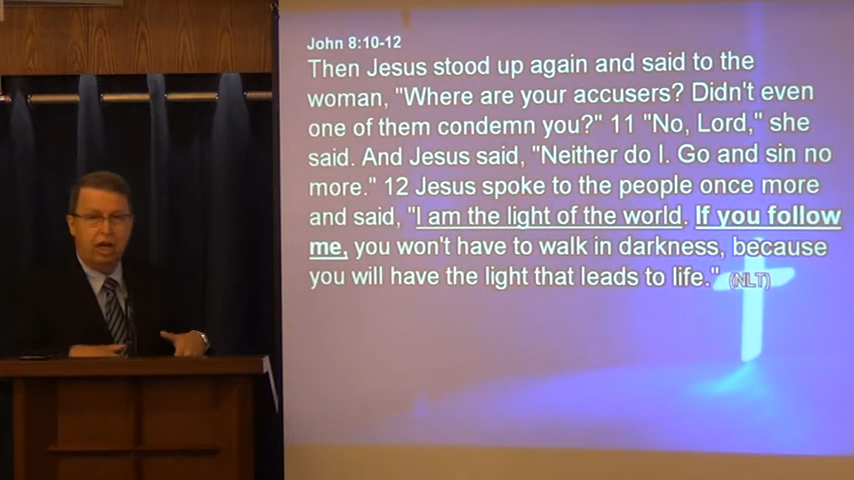 John 8:10-12
Then Jesus stood up again and said to the
woman, "Where are your accusers? Didn't even
one of them condemn you?" 11 "No, Lord," she
said. And Jesus said, "Neither do I. Go and sin no
more." 12 Jesus spoke to the people once more
and said, "I am the light of the world. If you follow
me, you won't have to walk in darkness, because
you will have the light that leads to life." (NLT)